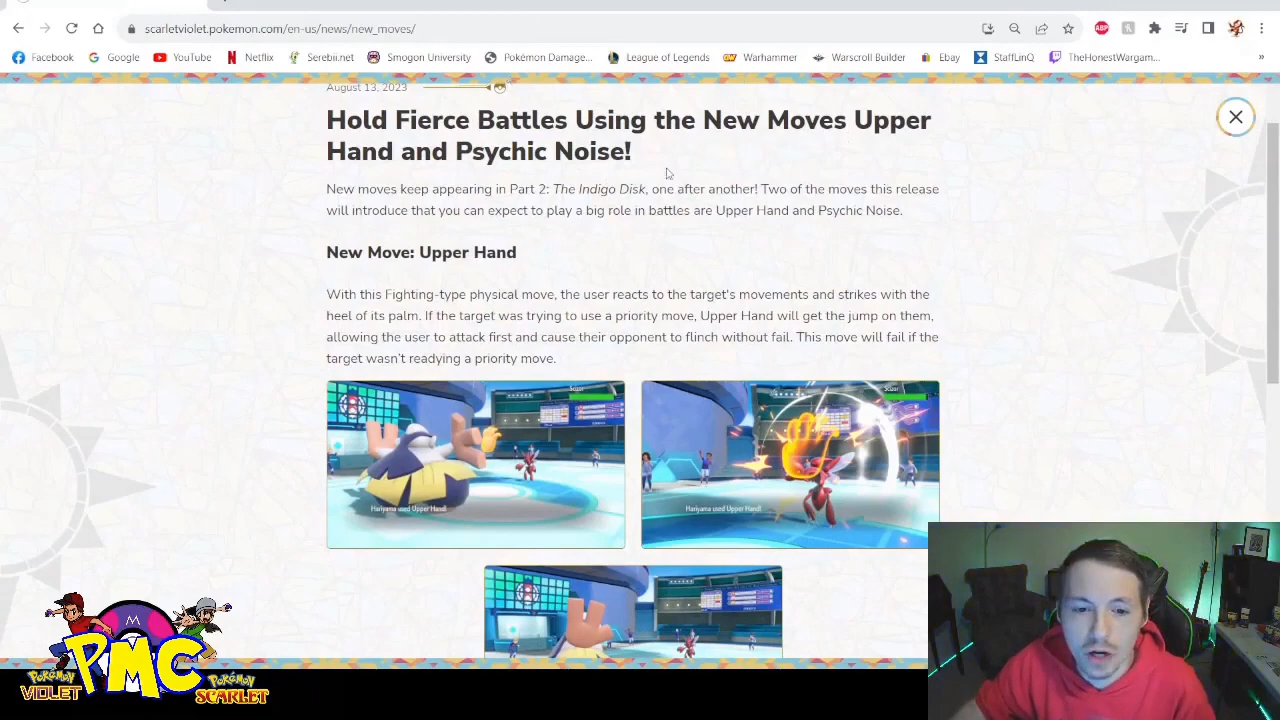 scarletviolet.pokemon.com/en-us/news/new_moves/
ABP
Facebook
Google
YouTube
Netflix
Serebii.net
Smogon University
Pokémon Damage...
League of Legends
Warhammer
Warscroll Builder
Ebay
StaffLinQ
TheHonestWargam...
»
August 13, 2023
Hold Fierce Battles Using the New Moves Upper
Hand and Psychic Noise!
New moves keep appearing in Part 2: The Indigo Disk, one after another! Two of the moves this release
will introduce that you can expect to play a big role in battles are Upper Hand and Psychic Noise.
New Move: Upper Hand
With this Fighting-type physical move, the user reacts to the target's movements and strikes with the
heel of its palm. If the target was trying to use a priority move, Upper Hand will get the jump on them,
allowing the user to attack first and cause their opponent to flinch without fail. This move will fail if the
target wasn't readying a priority move.
Scizor
Hariyama used Upper Hand!
Scizor
Hariyama used Upper Hand!
M
PMC
POKéMON
VIOLET
POKéMON
SCARLET